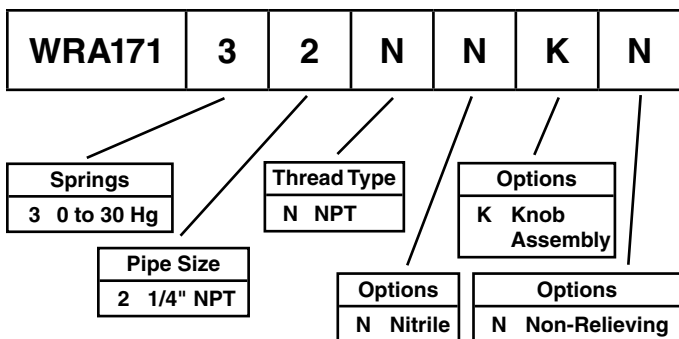 WRA171 3 2 N N K N
Springs
3 0 to 30 Hg
Pipe Size
2 1/4" NPT
Thread Type
N NPT
Options
N Nitrile
Options
K Knob
Assembly
Options
N Non-Relieving